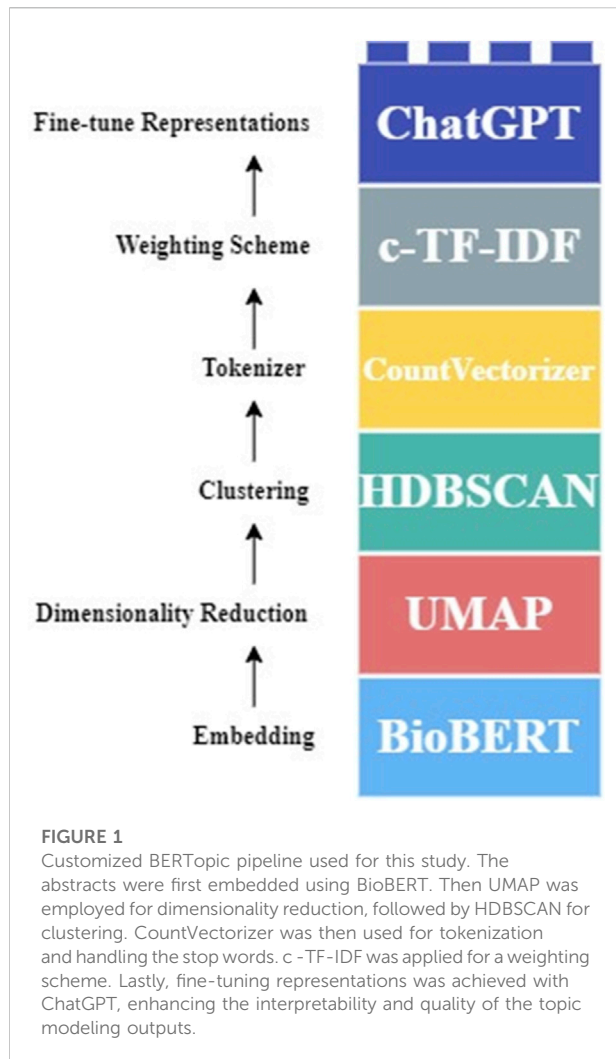 Fine-tune Representations
ChatGPT
Weighting Scheme
c-TF-IDF
Tokenizer
CountVectorizer
Clustering
HDBSCAN
Dimensionality Reduction
UMAP
Embedding
BioBERT
FIGURE 1
Customized BERTopic pipeline used for this study. The
abstracts were first embedded using BioBERT. Then UMAP was
employed for dimensionality reduction, followed by HDBSCAN for
clustering. CountVectorizer was then used for tokenization
and handling the stop words. c -TF-IDF was applied for a weighting
scheme. Lastly, fine-tuning representations was achieved with
ChatGPT, enhancing the interpretability and quality of the topic
modeling outputs.